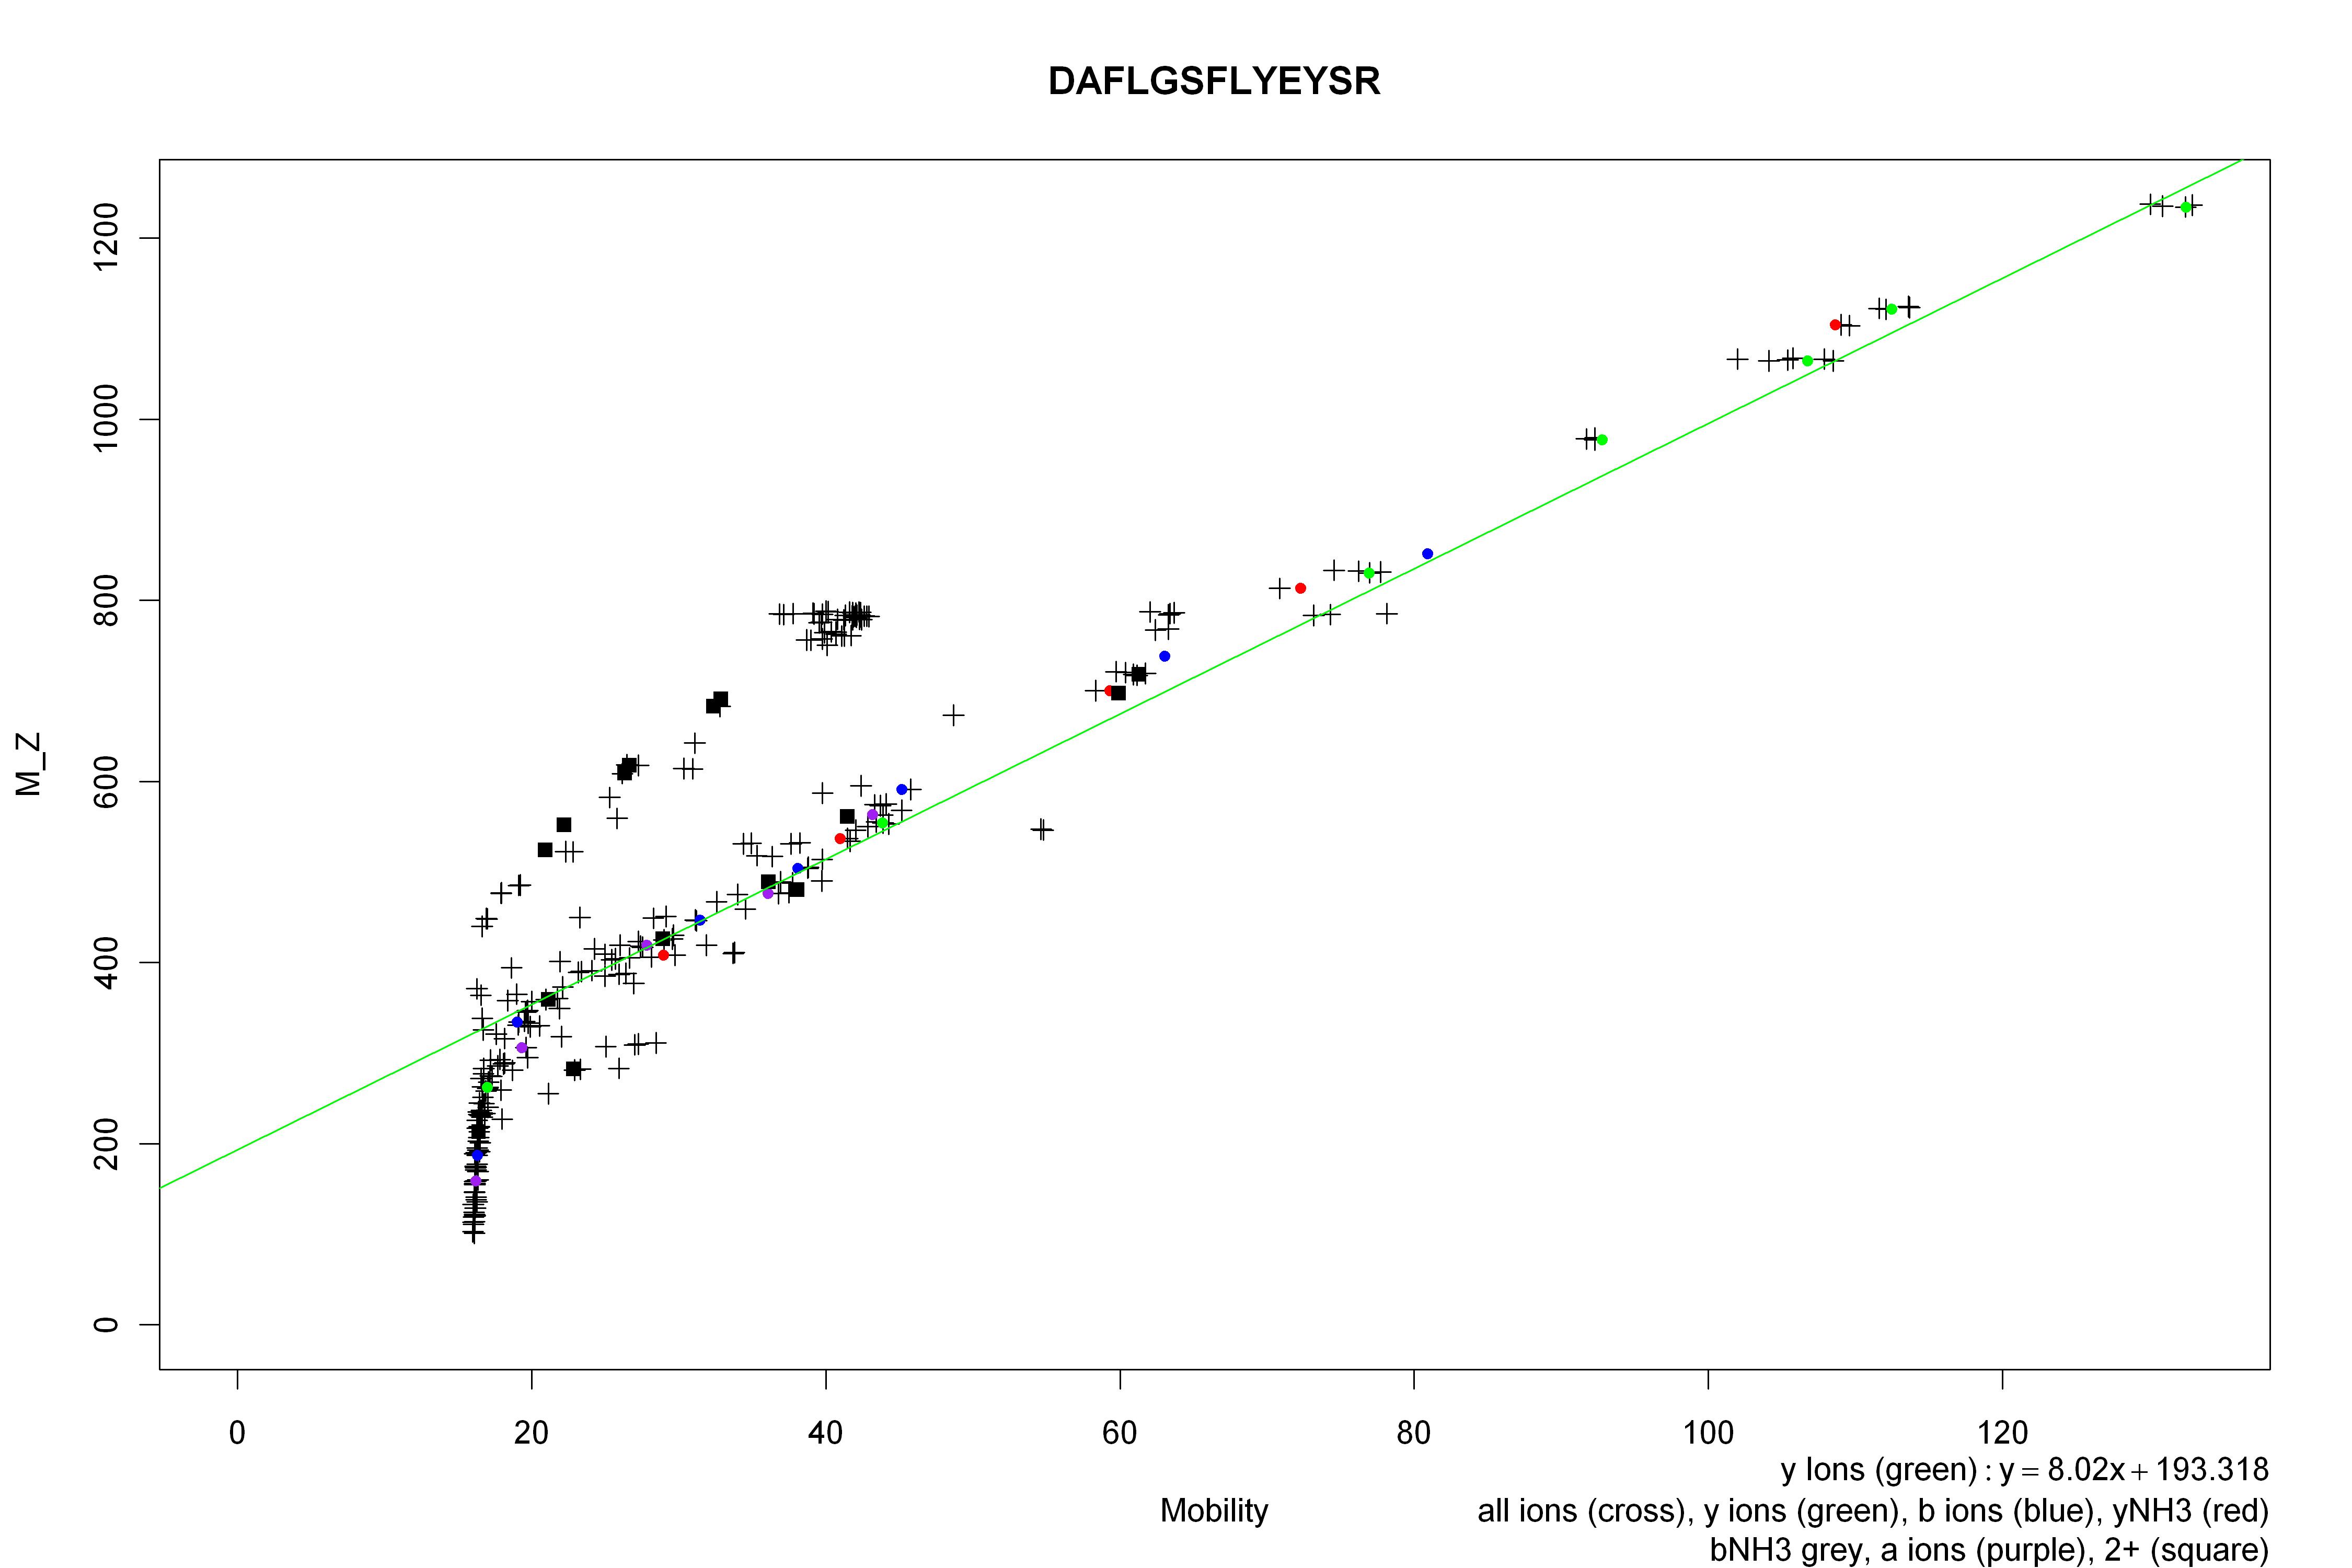 DAFLGSFLYEYSR
M_Z
1200
1000
800
600
400
200
0
0 20 40 60 80 100 120
y Ions (green) : y = 8.02x + 193.318
Mobility
all ions (cross), y ions (green), b ions (blue), yNH3 (red)
bNH3 grey, a ions (purple), 2+ (square)